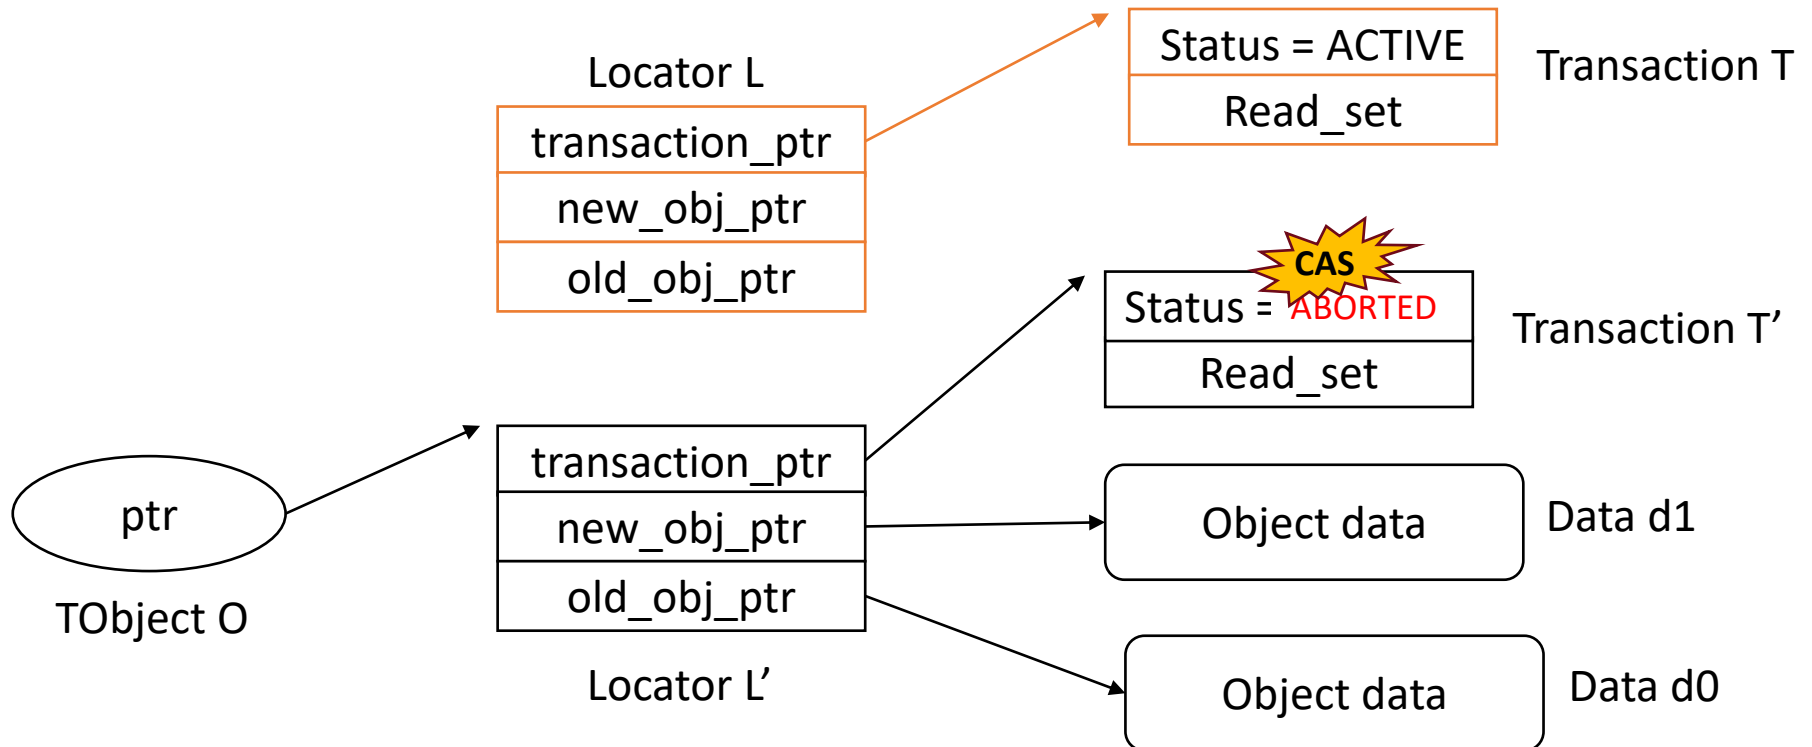 Status = ACTIVE
Read_set
Transaction T
Locator L
transaction_ptr
new_obj_ptr
old_obj_ptr
CAS
Status = ABORTED
Read_set
Transaction T’
ptr
TObject O
transaction_ptr
new_obj_ptr
old_obj_ptr
Locator L’
Object data
Data d1
Object data
Data d0